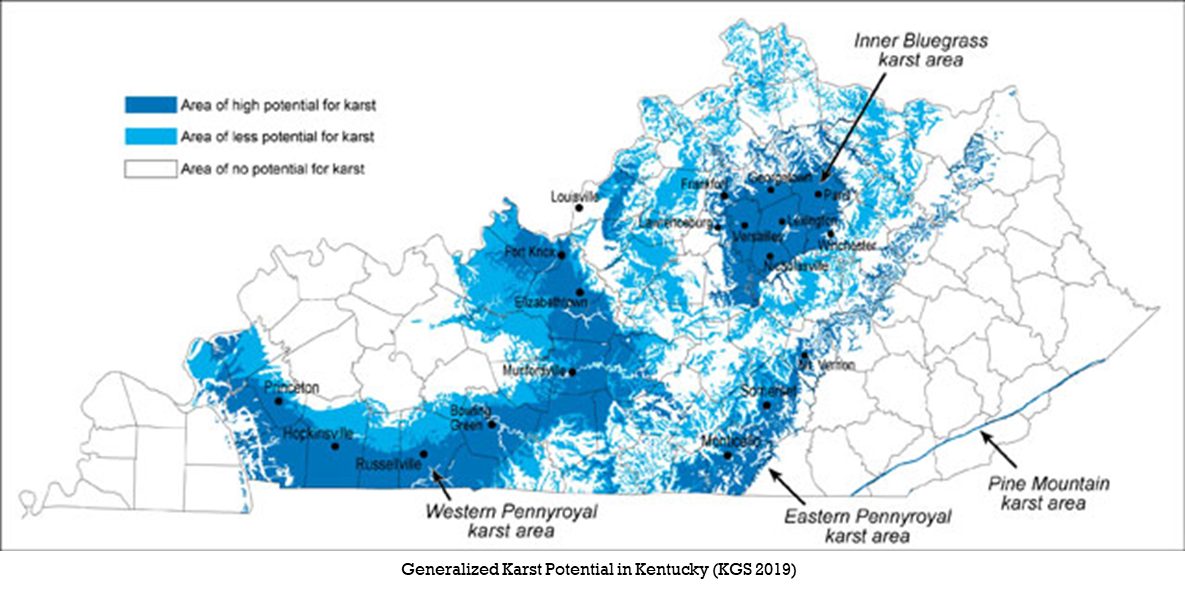 Inner Bluegrass
karst area
Area of high potential for karst
Area of less potential for karst
Area of no potential for karst
Georgetown
Frankfort
Paris
Louisville
Lawrenceburg
Lexington
Versailles
Winchester
Fort Knox
Nicholasville
Elizabethtown
Mt. Vernon
Munfordville
Princeton
Somerset
Bowling
Green
Hopkinsville
Monticello
Russellville
Pine Mountain
karst area
Western Pennyroyal
karst area
Eastern Pennyroyal
karst area
Generalized Karst Potential in Kentucky (KGS 2019)